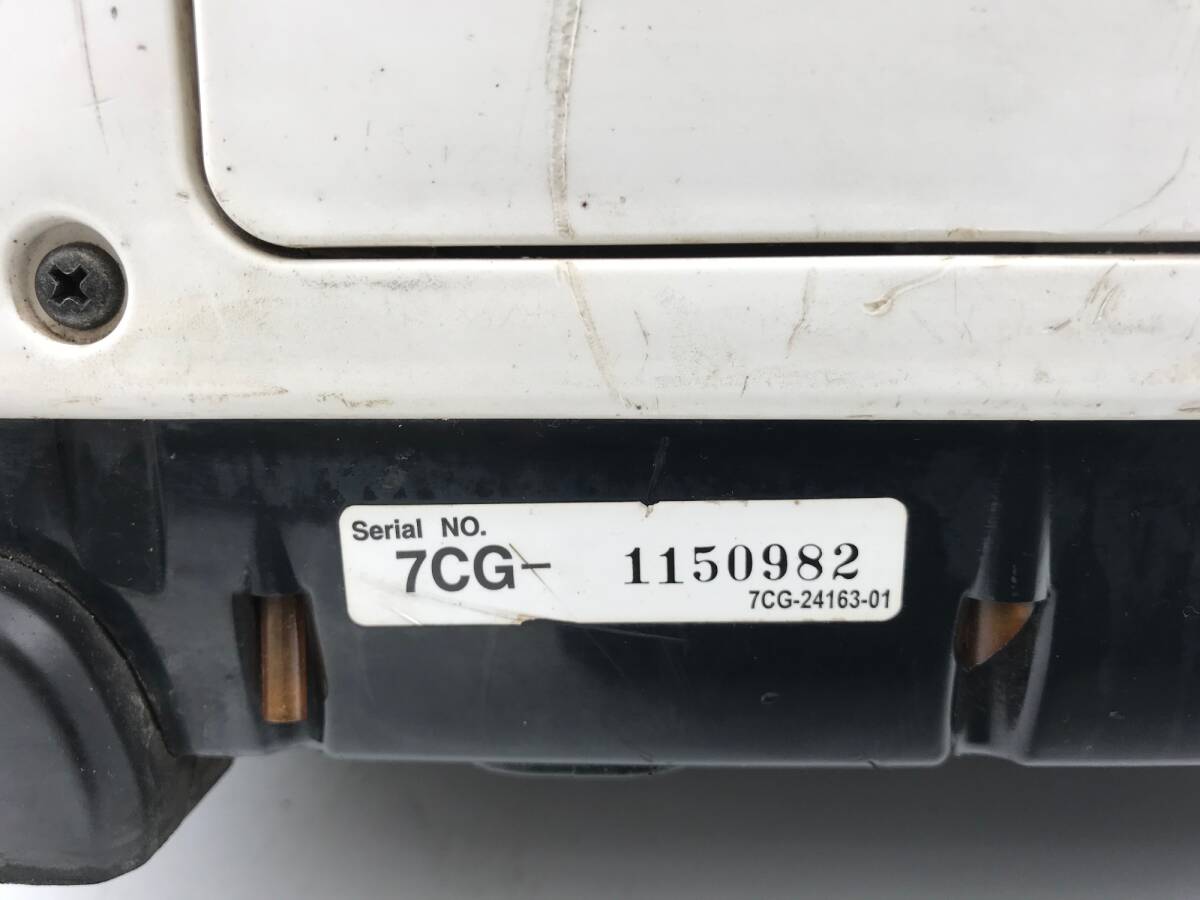 Serial NO.
7CG- 1150982
7CG-24163-01